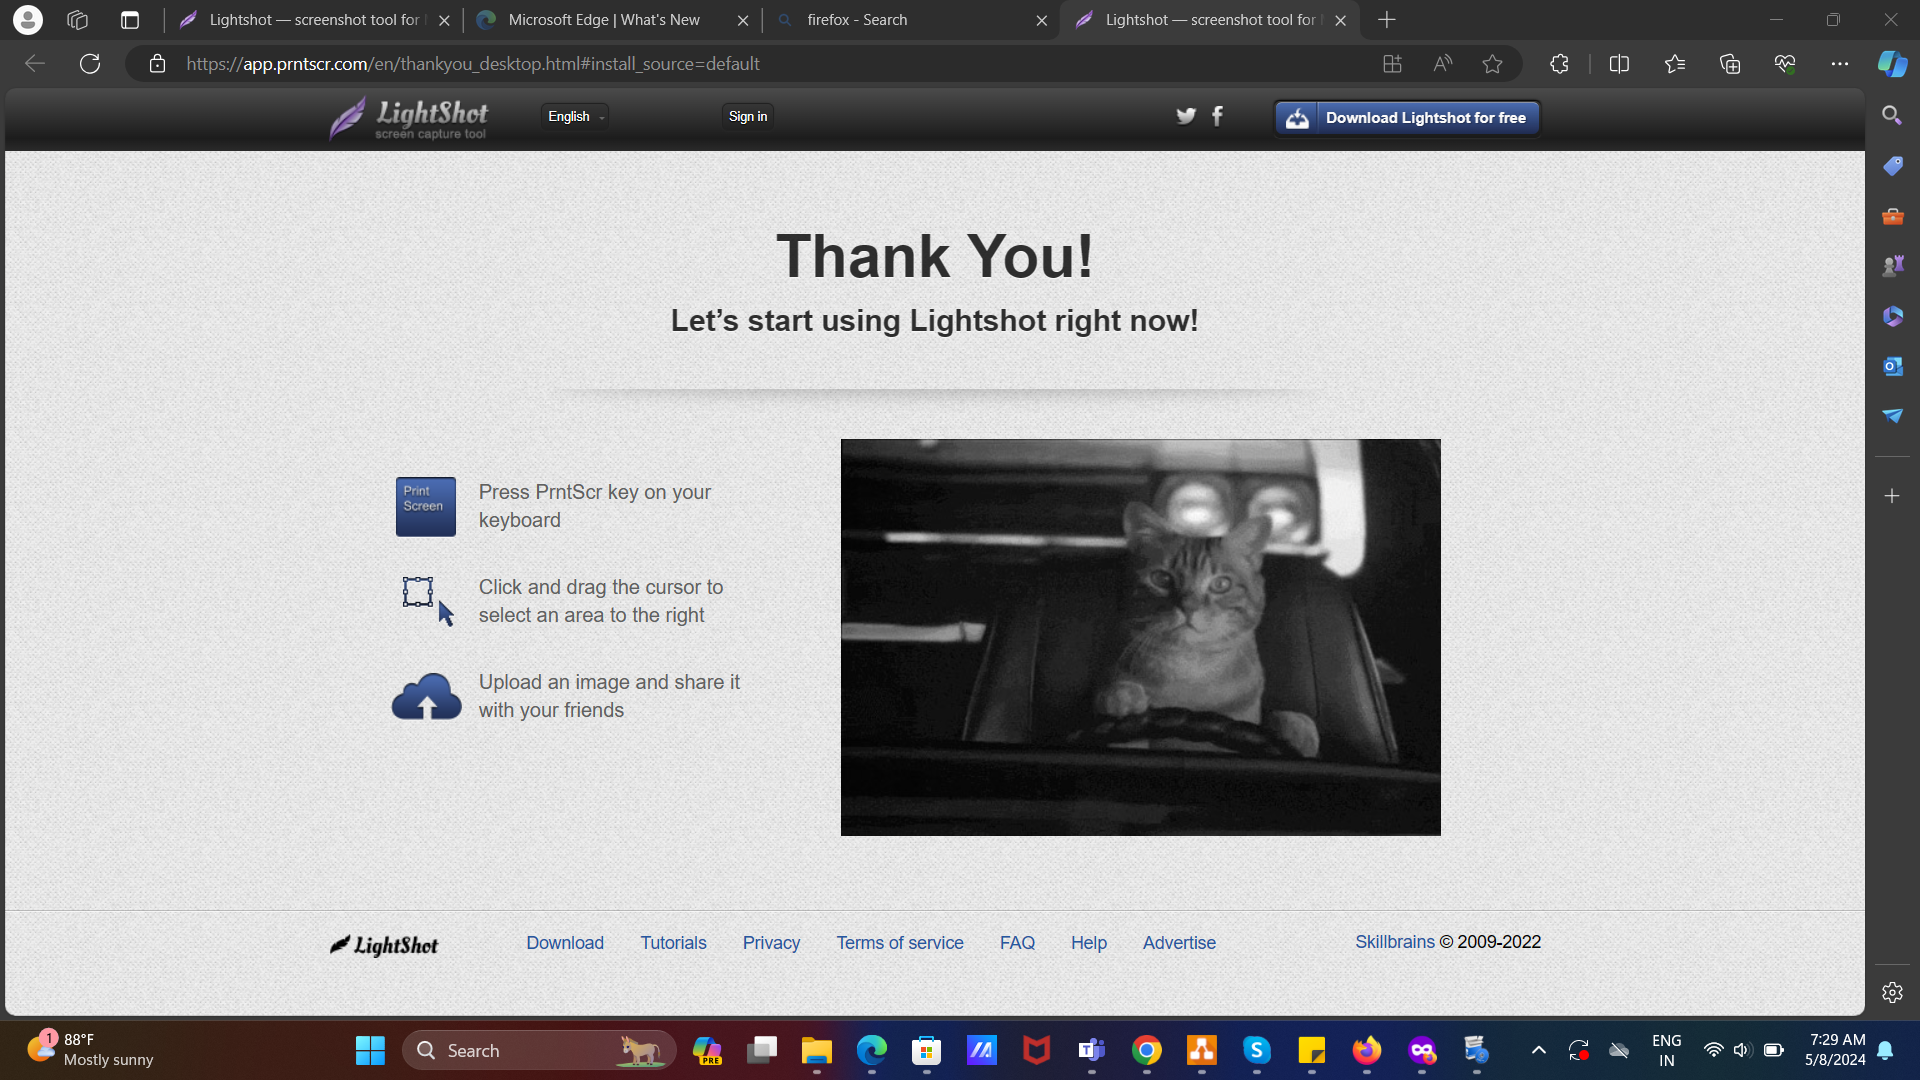 Lightshot — screenshot tool for
Microsoft Edge | What's New
firefox - Search
Lightshot — screenshot tool for
https://app.prntscr.com/en/thankyou_desktop.html#install_source=default
LightShot
screen capture tool
English
Sign in
Download Lightshot for free
Thank You!
Let’s start using Lightshot right now!
Print
Screen
Press PrntScr key on your
keyboard
Click and drag the cursor to
select an area to the right
Upload an image and share it
with your friends
LightShot
Download
Tutorials
Privacy
Terms of service
FAQ
Help
Advertise
Skillbrains © 2009-2022
1
88°F
Mostly sunny
Search
PRE
ENG
IN
7:29 AM
5/8/2024